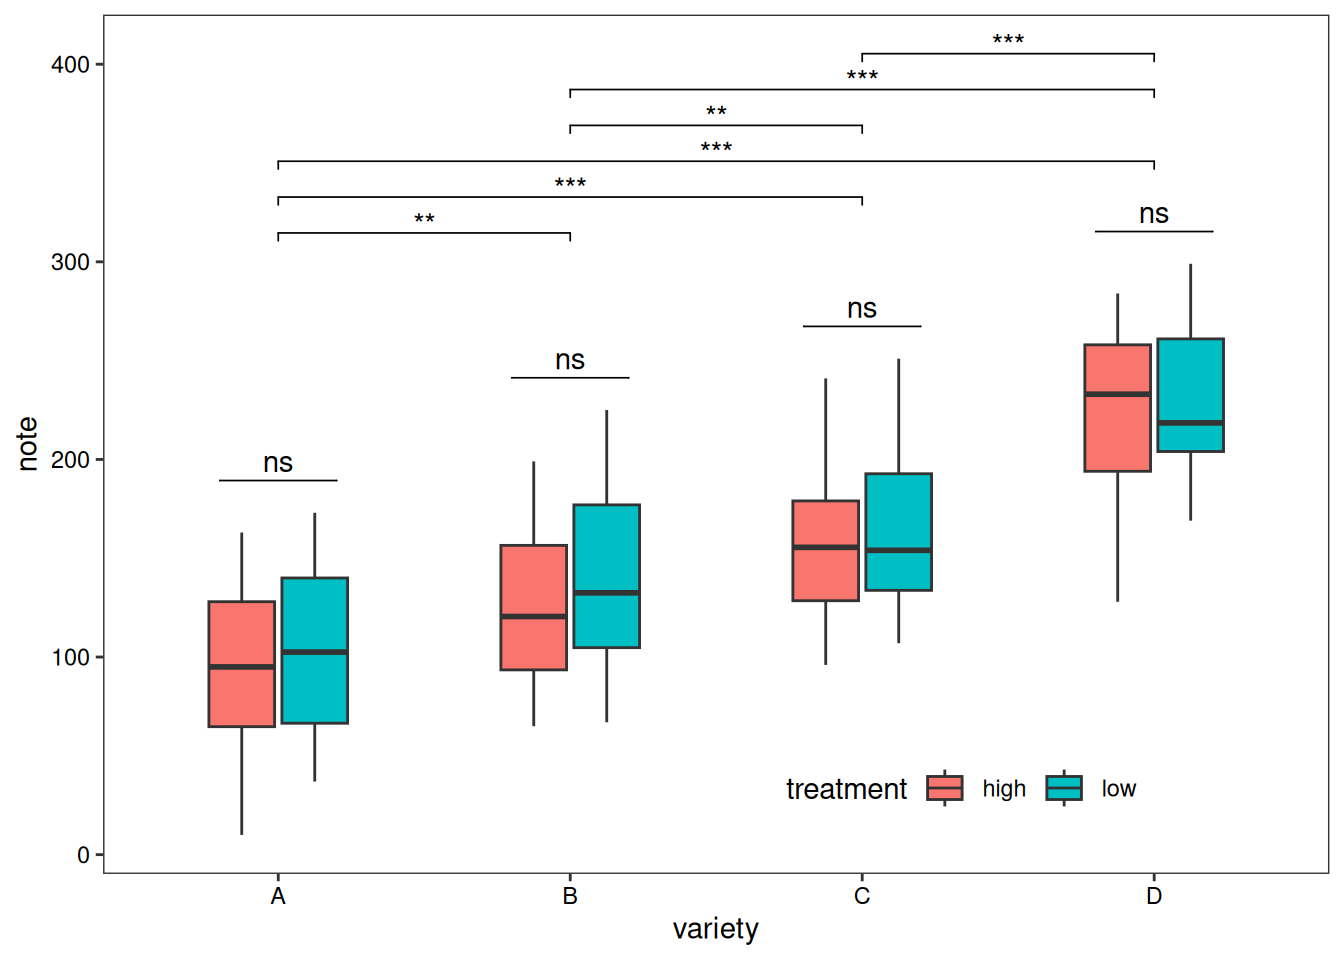 ***
400
***
**
***
***
**
ns
300
ns
ns
note
200
ns
100
treatment high low
0
A B C D
variety